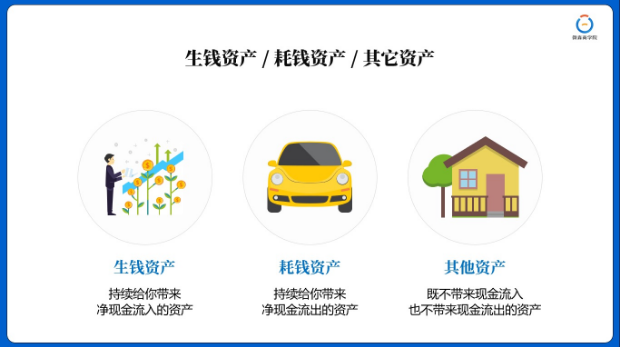 生钱资产 / 耗钱资产 / 其它资产
生钱资产
持续给你带来
净现金流入的资产
耗钱资产
持续给你带来
净现金流出的资产
其他资产
既不带来现金流入
也不带来现金流出的资产